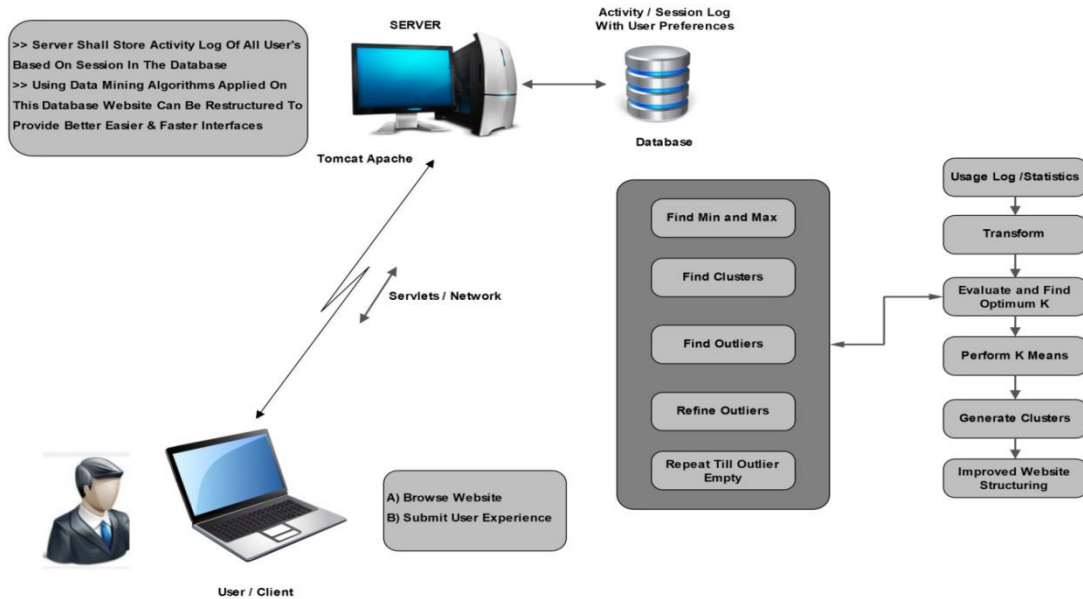 SERVER
Activity / Session Log
With User Preferences
>> Server Shall Store Activity Log Of All User's
Based On Session In The Database
>> Using Data Mining Algorithms Applied On
This Database Website Can Be Restructured To
Provide Better Easier & Faster Interfaces
Tomcat Apache
Database
Servlets / Network
Find Min and Max
Find Clusters
Find Outliers
Refine Outliers
Repeat Till Outlier
Empty
Usage Log /Statistics
Transform
Evaluate and Find
Optimum K
Perform K Means
Generate Clusters
Improved Website
Structuring
A) Browse Website
B) Submit User Experience
User / Client